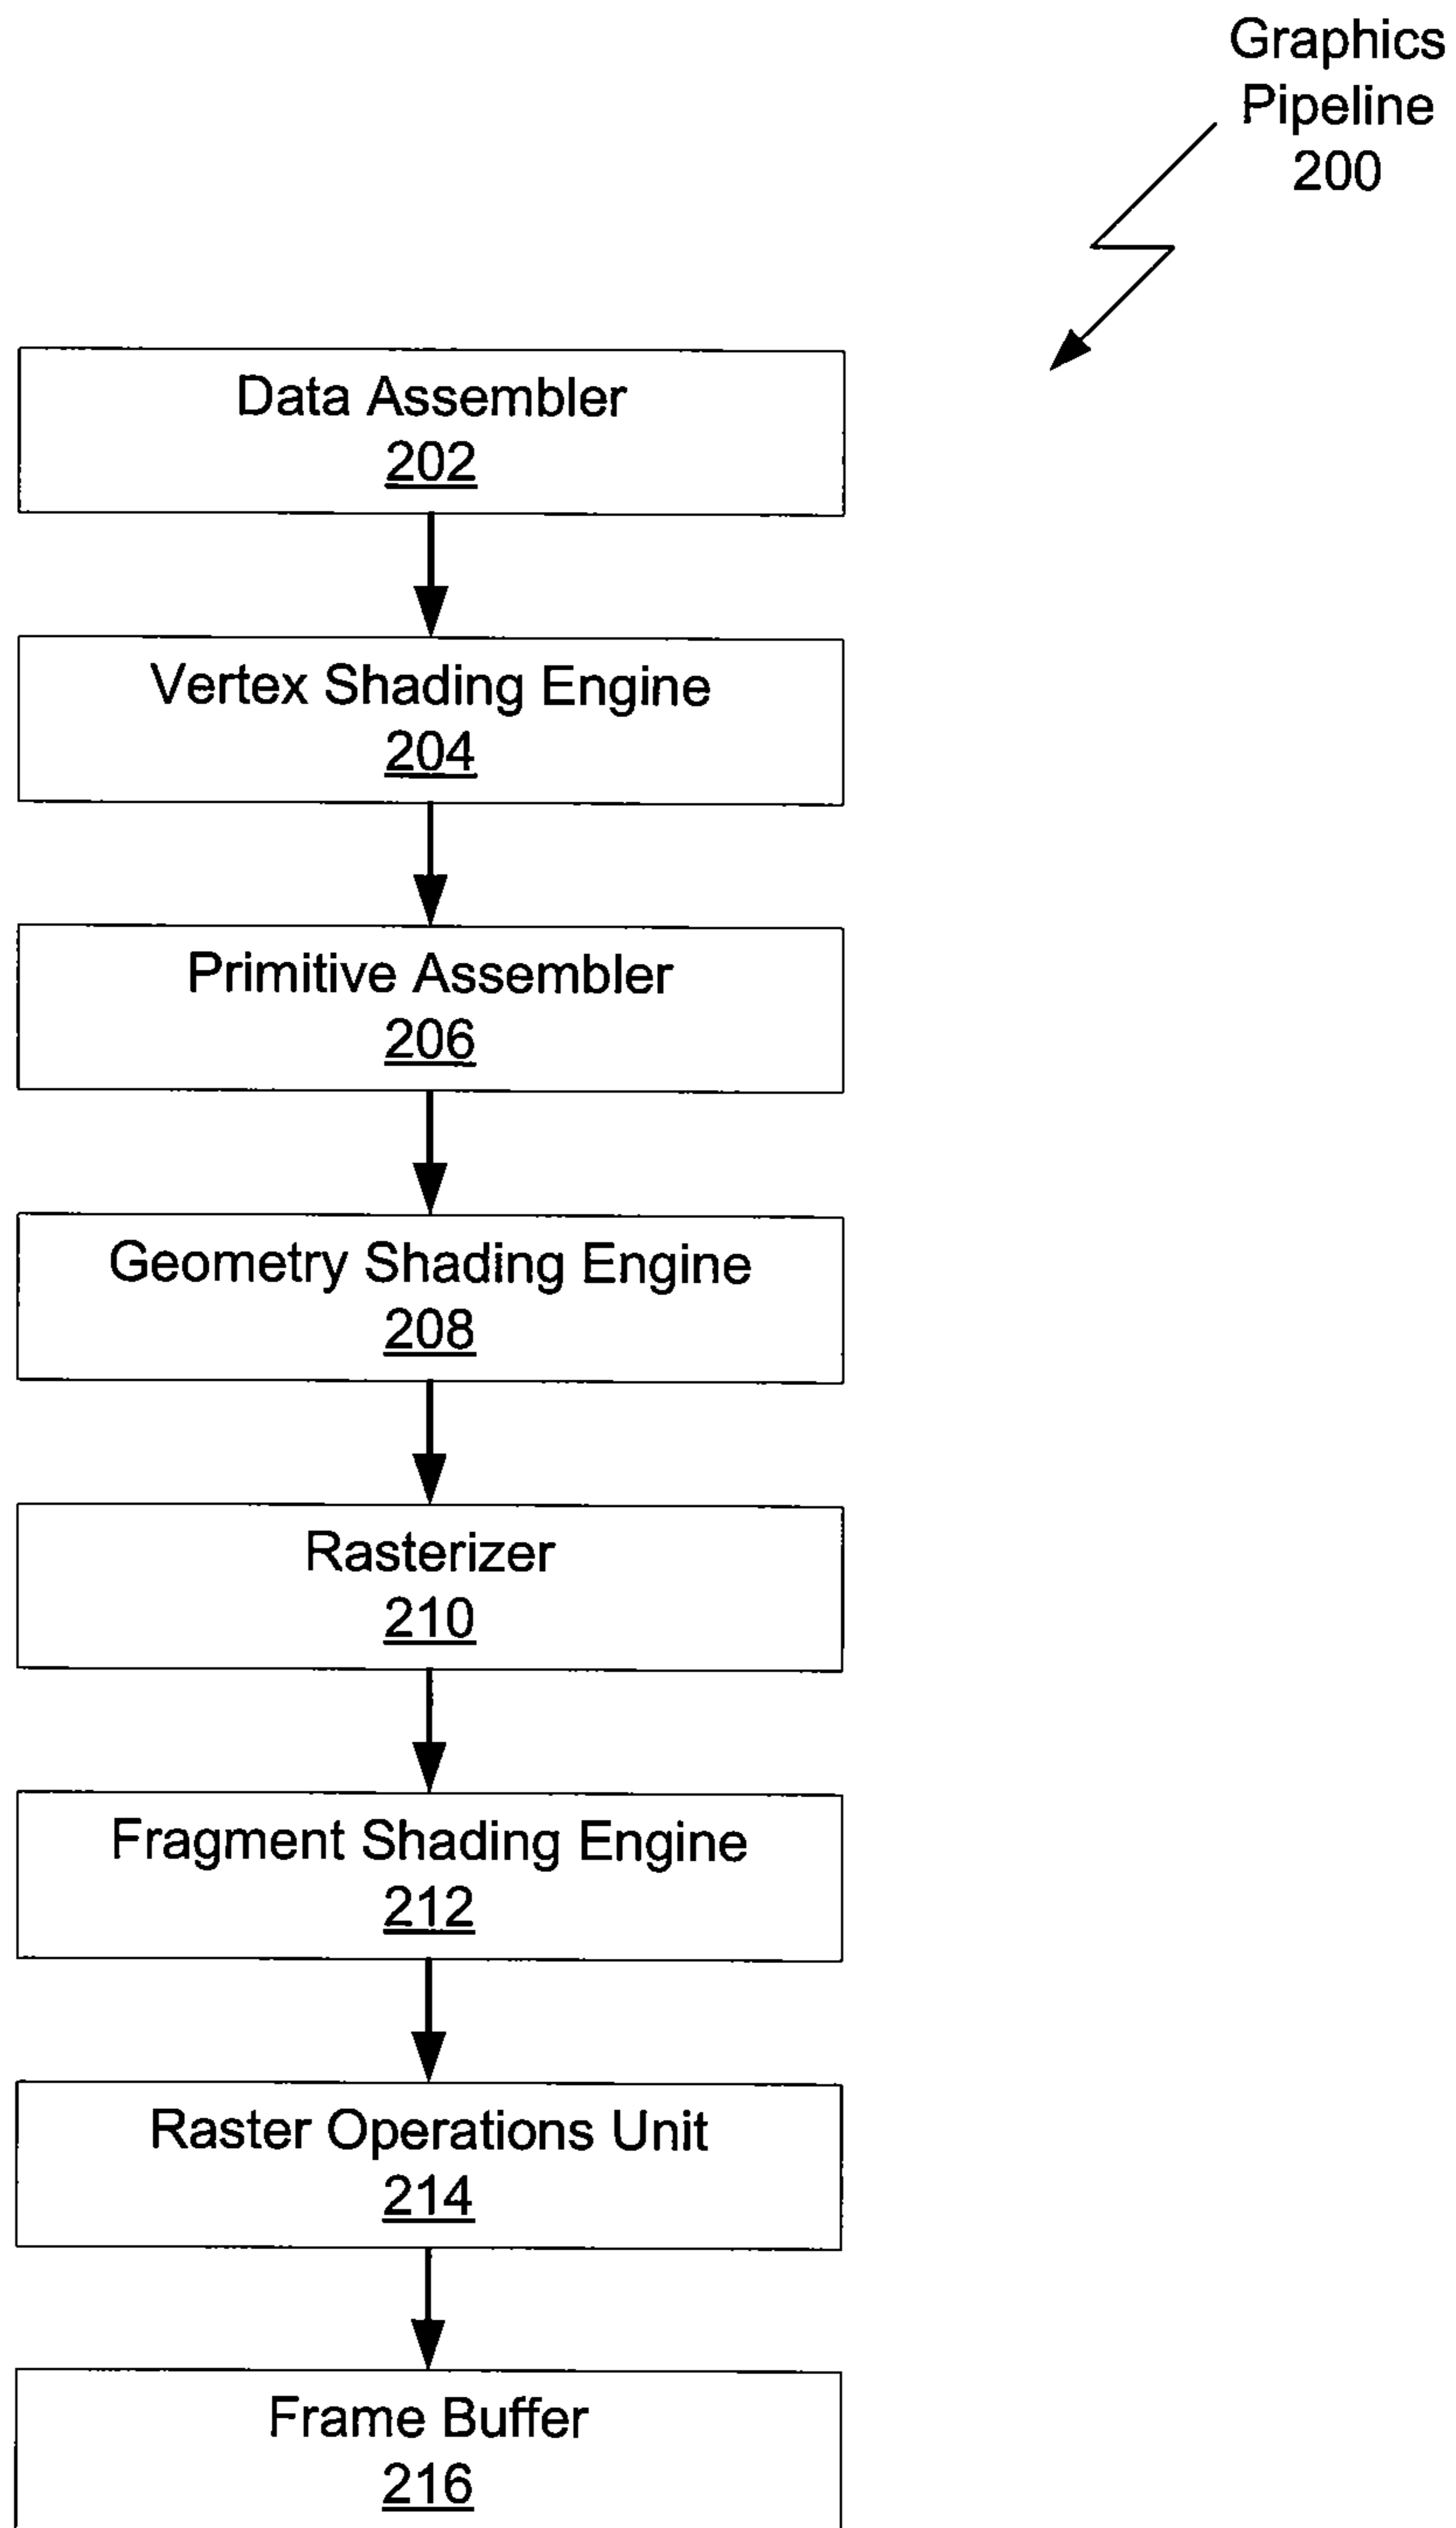 Graphics
Pipeline
200
Data Assembler
202
Vertex Shading Engine
204
Primitive Assembler
206
Geometry Shading Engine
208
Rasterizer
210
Fragment Shading Engine
212
Raster Operations Unit
214
Frame Buffer
216